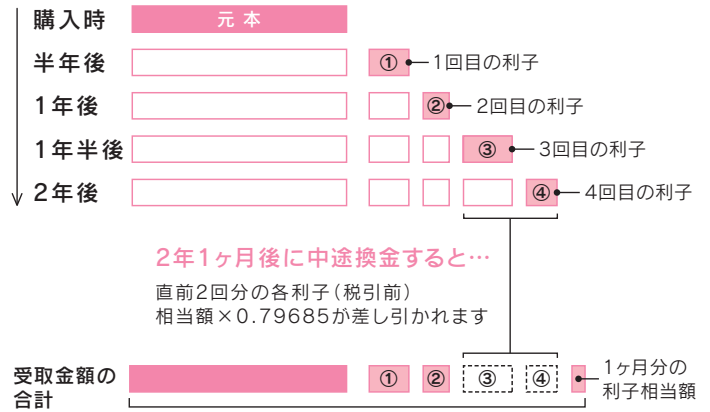 購入時
元本
半年後
①
1回目の利子
1年後
②
2回目の利子
1年半後
③
3回目の利子
2年後
④
4回目の利子
2年1ヶ月後に中途換金すると…
直前2回分の各利子（税引前）
相当額×0.79685が差し引かれます
受取金額の
合計
①
②
③
④
1ヶ月分の
利子相当額